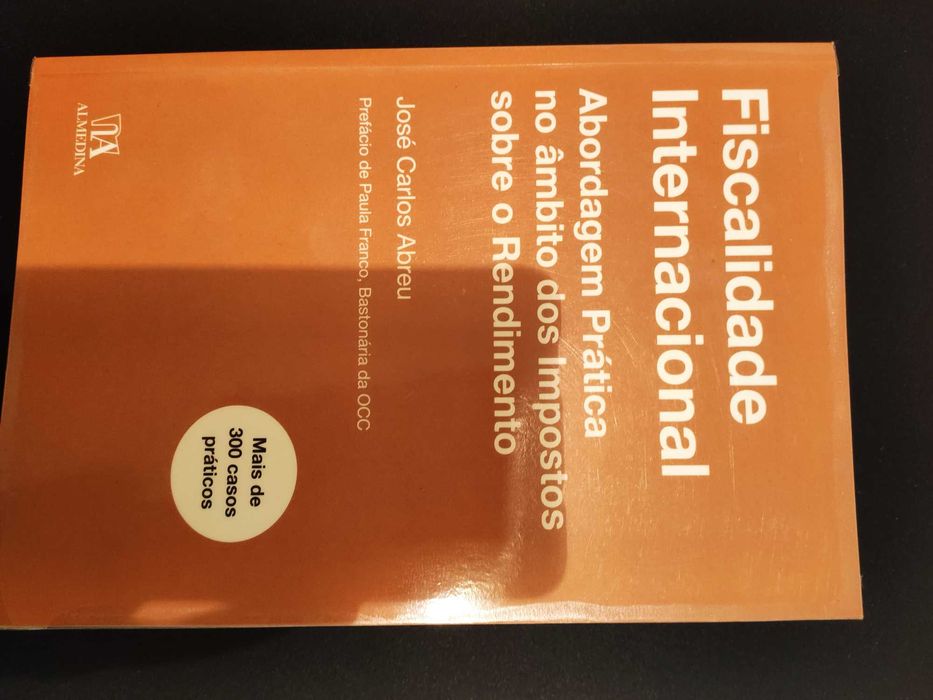 Fiscalidade
Internacional
Abordagem Prática
no âmbito dos Impostos
sobre o Rendimento
José Carlos Abreu
Prefácio de Paula Franco, Bastonária da OCC
Mais de
300 casos
práticos
ALMEDINA